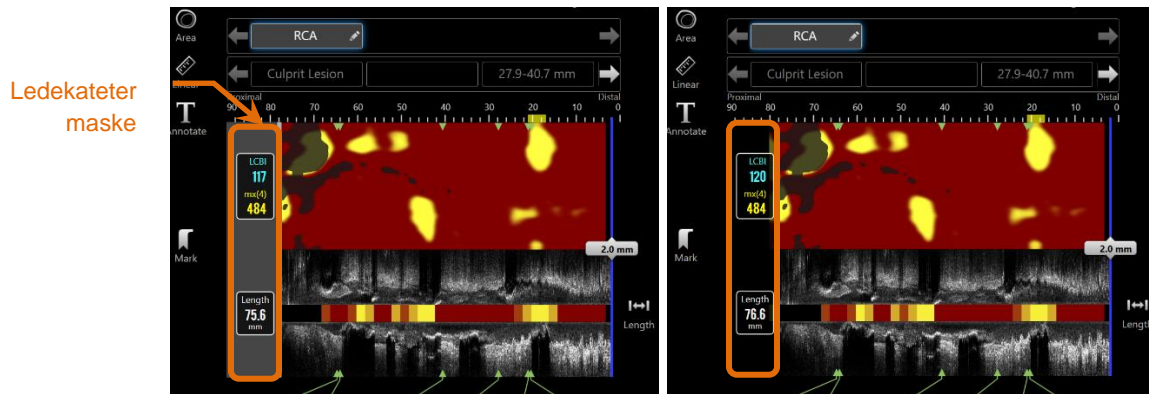 Ledekateter
maske
Area
RCA
Linear
Culprit Lesion
27.9-40.7 mm
Proximal
Distal
90 80 70 60 50 40 30 20 10 0
T
Annotate
LCBI
117
mx(4)
484
Mark
2.0 mm
Length
75.6
mm
Length
Area
RCA
Linear
Culprit Lesion
27.9-40.7 mm
Proximal
Distal
90 80 70 60 50 40 30 20 10 0
T
Annotate
LCBI
120
mx(4)
484
Mark
2.0 mm
Length
76.6
mm
Lengt